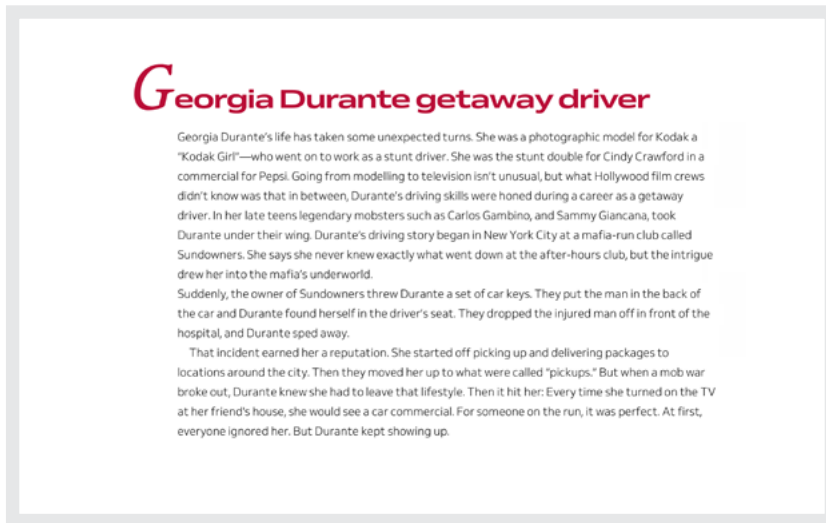 Georgia Durante getaway driver
Georgia Durante's life has taken some unexpected turns. She was a photographic model for Kodak a
"Kodak Girl"—who went on to work as a stunt driver. She was the stunt double for Cindy Crawford in a
commercial for Pepsi. Going from modelling to television isn't unusual, but what Hollywood film crews
didn't know was that in between, Durante's driving skills were honed during a career as a getaway
driver. In her late teens legendary mobsters such as Carlos Gambino, and Sammy Giancana, took
Durante under their wing. Durante's driving story began in New York City at a mafia-run club called
Sundowners. She says she never knew exactly what went down at the after-hours club, but the intrigue
drew her into the mafia's underworld.
Suddenly, the owner of Sundowners threw Durante a set of car keys. They put the man in the back of
the car and Durante found herself in the driver's seat. They dropped the injured man off in front of the
hospital, and Durante sped away.
That incident earned her a reputation. She started off picking up and delivering packages to
locations around the city. Then they moved her up to what were called "pickups." But when a mob war
broke out, Durante knew she had to leave that lifestyle. Then it hit her: Every time she turned on the TV
at her friend's house, she would see a car commercial. For someone on the run, it was perfect. At first,
everyone ignored her. But Durante kept showing up.